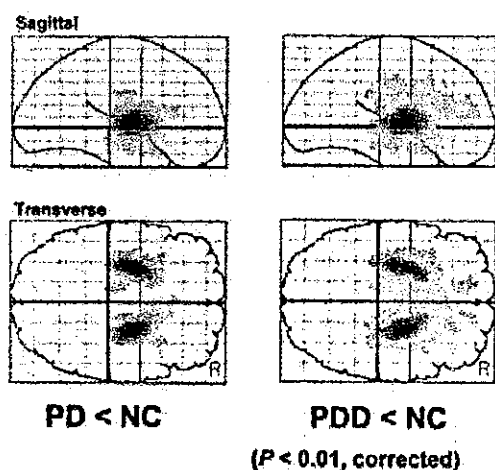 Sagittal
Transverse
R
R
PD < NC
PDD < NC
(P < 0.01, corrected)